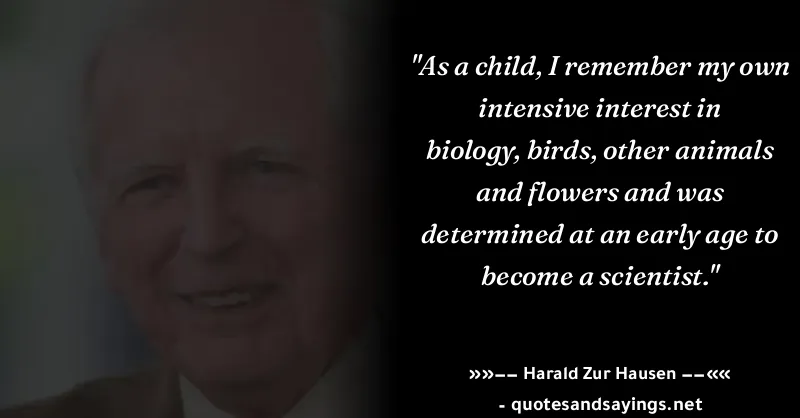 "As a child, I remember my own
intensive interest in
biology, birds, other animals
and flowers and was
determined at an early age to
become a scientist."
»»−− Harald Zur Hausen −−««
- quotesandsayings.net